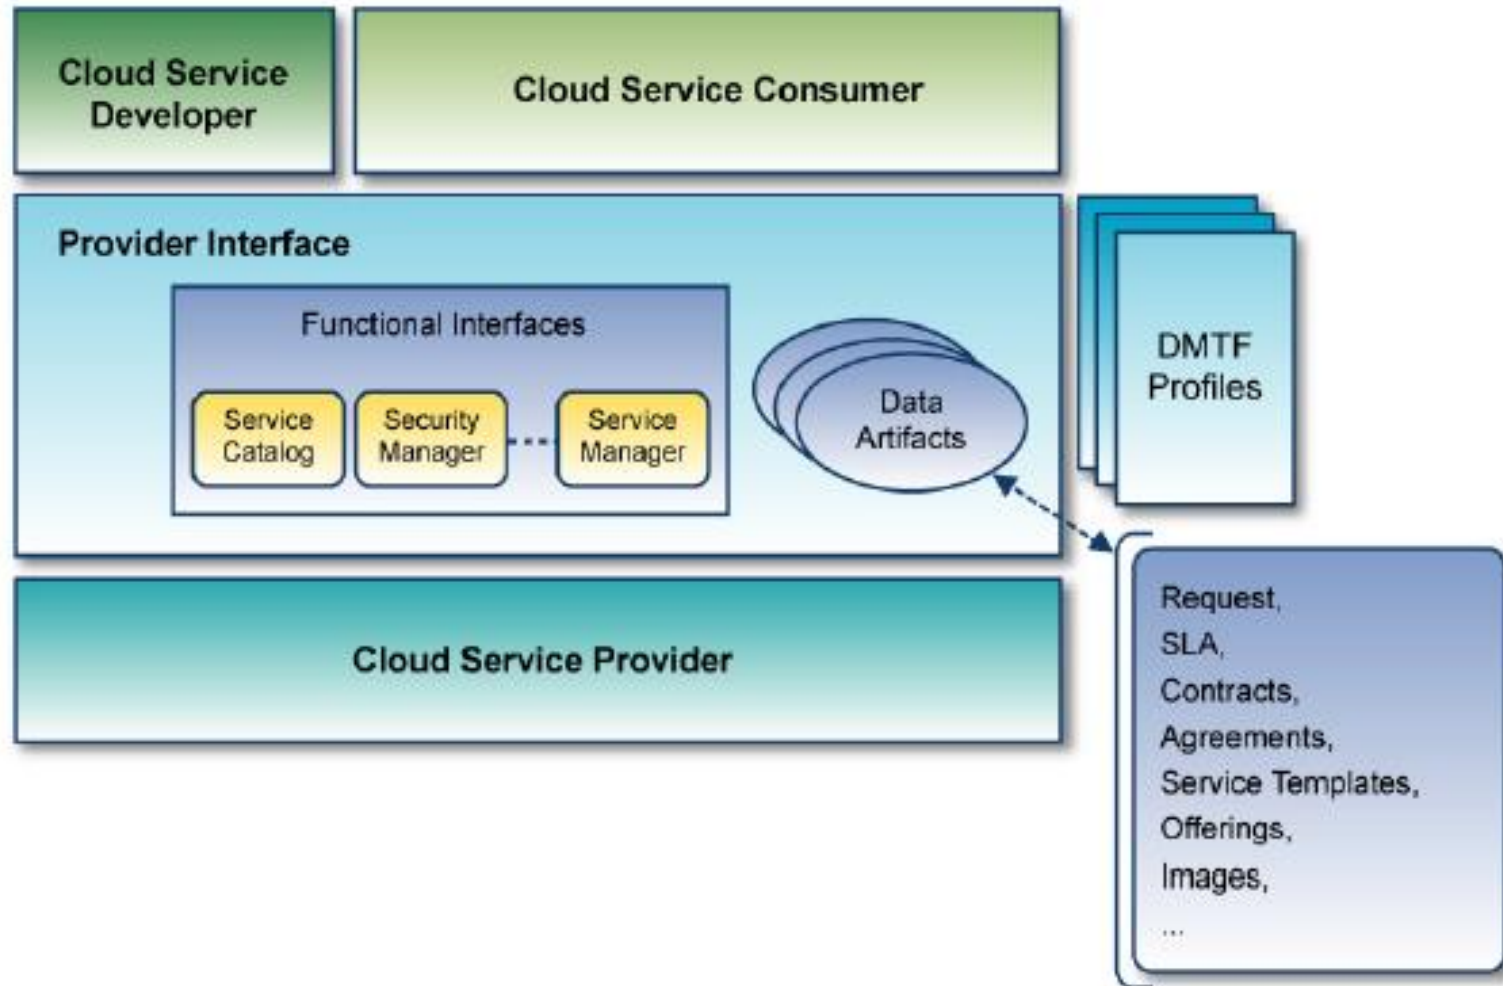 Cloud Service
Developer
Cloud Service Consumer
Provider Interface
Functional Interfaces
Service
Catalog
Security
Manager
Service
Manager
Data
Artifacts
DMTF
Profiles
Request,
SLA,
Contracts,
Agreements,
Service Templates,
Offerings,
Images,
...
Cloud Service Provider